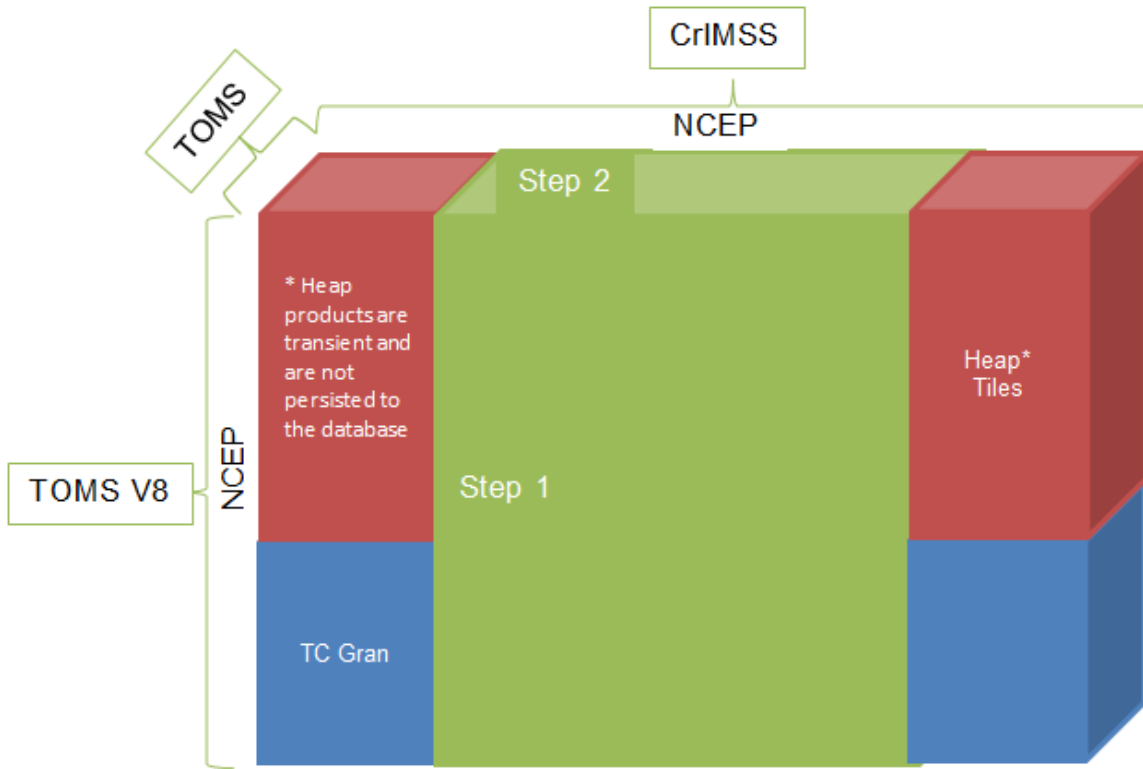 CrIMSS
TOMS
NCEP
Step 2
* Heap
products are
transient and
are not
persisted to
the database
Heap*
Tiles
NCEP
TOMS V8
Step 1
TC Gran